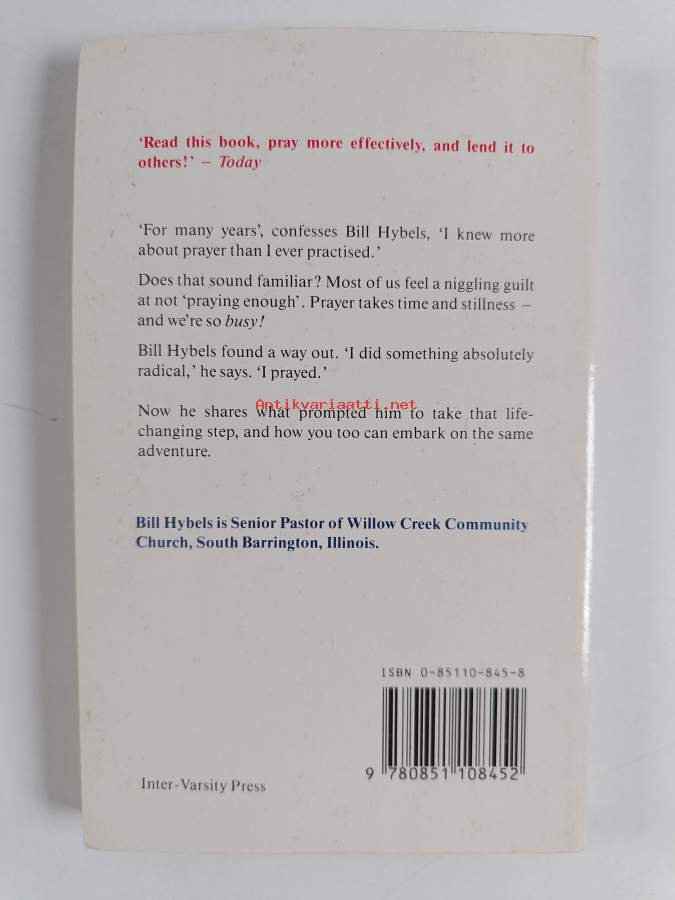 ‘Read this book, pray more effectively, and lend it to
others!’ – Today
‘For many years’, confesses Bill Hybels, ‘I knew more
about prayer than I ever practised.’
Does that sound familiar? Most of us feel a niggling guilt
at not ‘praying enough’. Prayer takes time and stillness –
and we’re so busy!
Bill Hybels found a way out. ‘I did something absolutely
radical,’ he says. ‘I prayed.’
Antikvariaatti.net
Now he shares what prompted him to take that life-
changing step, and how you too can embark on the same
adventure.
Bill Hybels is Senior Pastor of Willow Creek Community
Church, South Barrington, Illinois.
ISBN 0-85110-845-8
9 780851 108452
Inter-Varsity Press